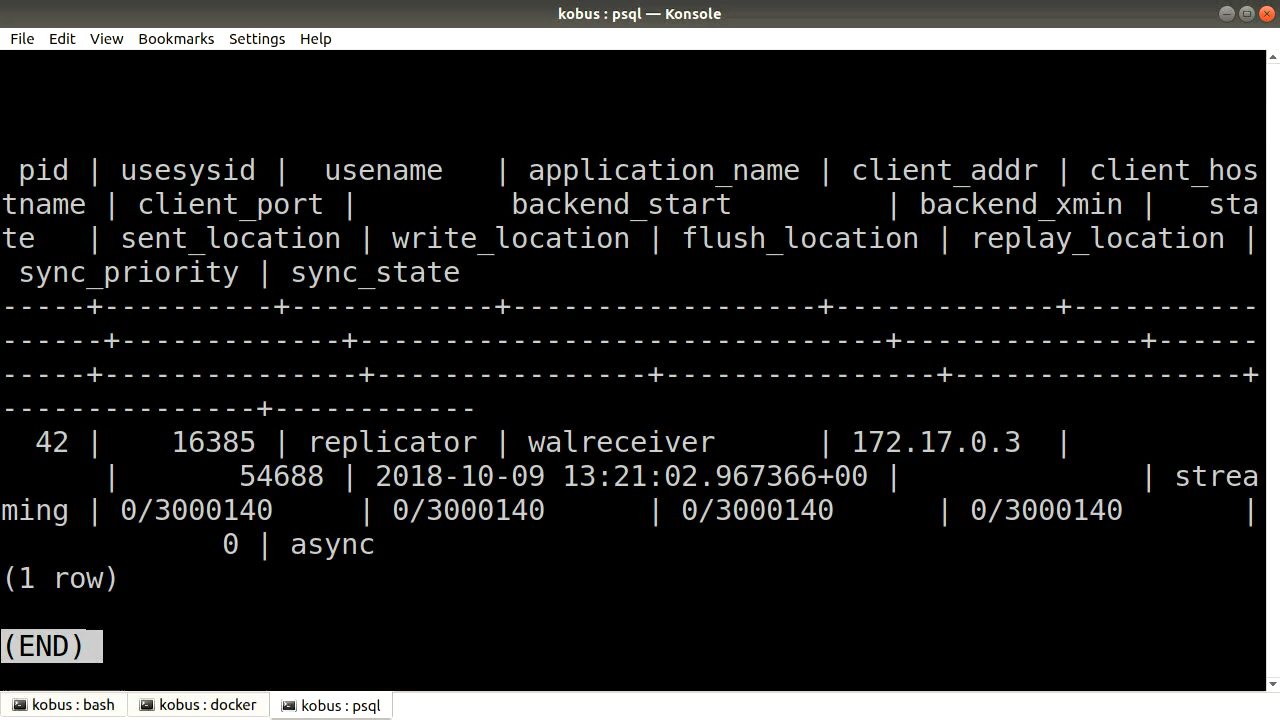 kobus : psql — Konsole
File Edit View Bookmarks Settings Help
 pid | usesysid |  usename   | application_name | client_addr | client_hos
tname | client_port |         backend_start         | backend_xmin |   sta
te   | sent_location | write_location | flush_location | replay_location |
 sync_priority | sync_state
-----+----------+------------+------------------+-------------+-----------
------+-------------+-------------------------------+--------------+------
-----+---------------+----------------+----------------+-----------------+
---------------+------------
  42 |    16385 | replicator | walreceiver      | 172.17.0.3  |
      |       54688 | 2018-10-09 13:21:02.967366+00 |              | strea
ming | 0/3000140     | 0/3000140      | 0/3000140      | 0/3000140       |
             0 | async
(1 row)
(END)
kobus : bash kobus : docker kobus : psql